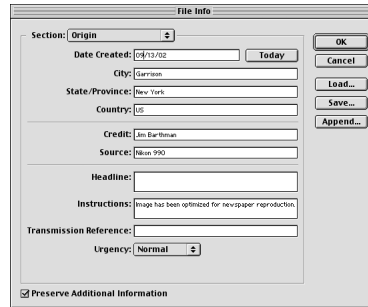 File Info
Section: Origin
OK
Date Created: 09/13/02 Today
Cancel
City: Garrison
Load...
State/Province: New York
Save...
Country: US
Append...
Credit: Jim Barthman
Source: Nikon 990
Headline:
Instructions: Image has been optimized for newspaper reproduction.
Transmission Reference:
Urgency: Normal
Preserve Additional Information